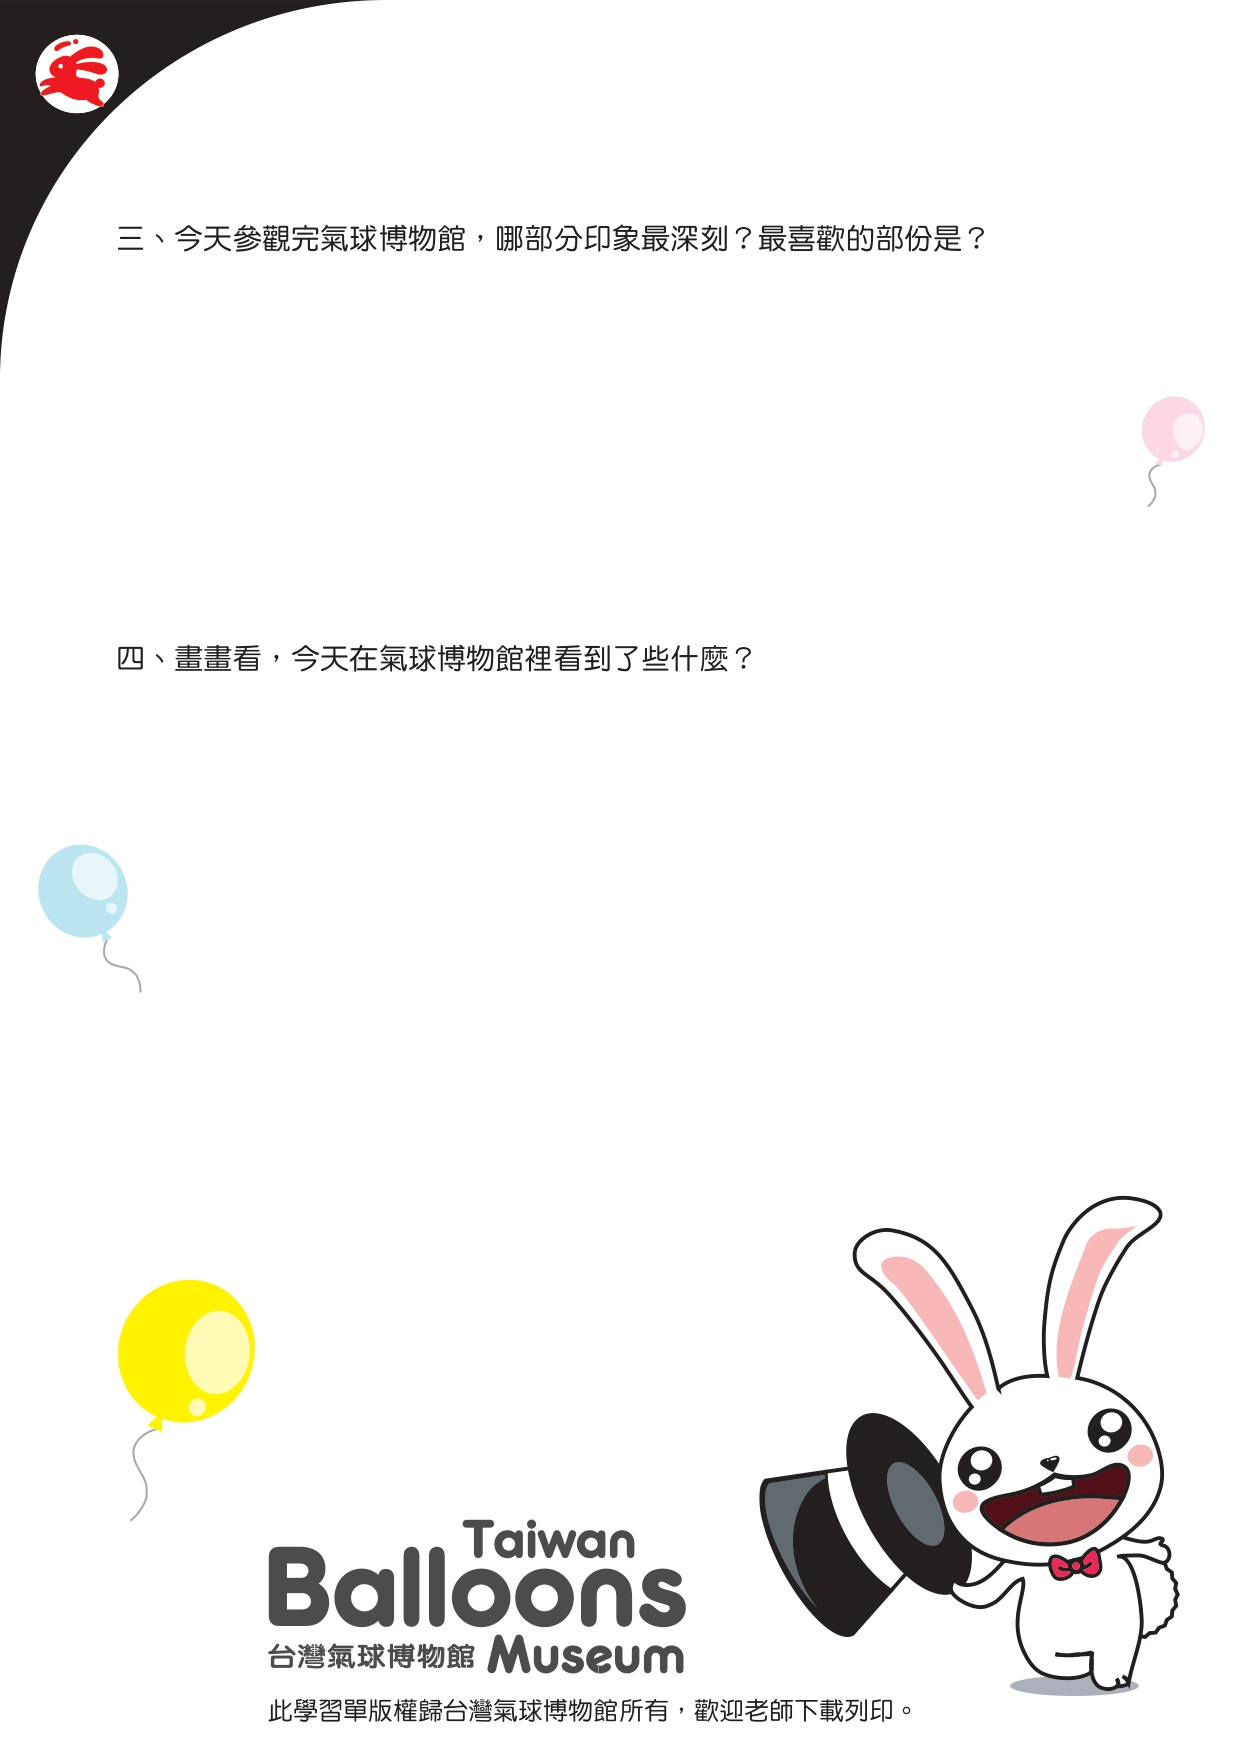 三、今天參觀完氣球博物館，哪部分印象最深刻？最喜歡的部份是？
四、畫畫看，今天在氣球博物館裡看到了些什麼？
Taiwan
Balloons
台灣氣球博物館 Museum
此學習單版權歸台灣氣球博物館所有，歡迎老師下載列印。